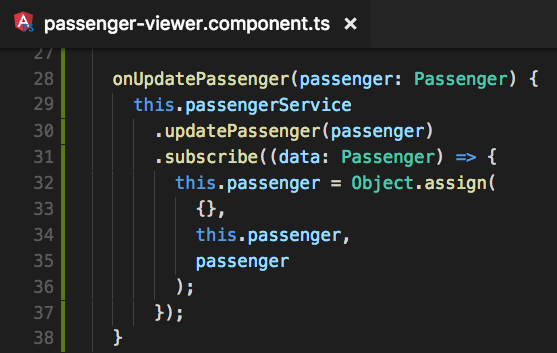 passenger-viewer.component.ts ×
27
28 onUpdatePassenger(passenger: Passenger) {
29 this.passengerService
30 .updatePassenger(passenger)
31 .subscribe((data: Passenger) => {
32 this.passenger = Object.assign(
33 {},
34 this.passenger,
35 passenger
36 );
37 });
38 }